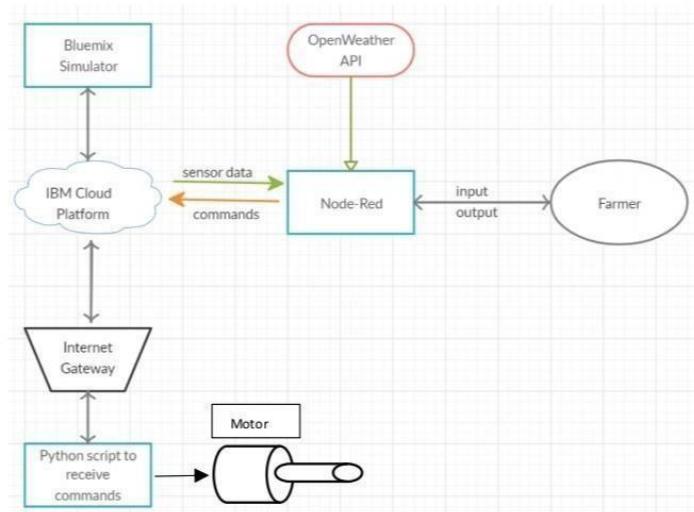 Bluemix
Simulator
OpenWeather
API
IBM Cloud
Platform
sensor data
commands
Node-Red
input
output
Farmer
Internet
Gateway
Motor
Python script to
receive
commands